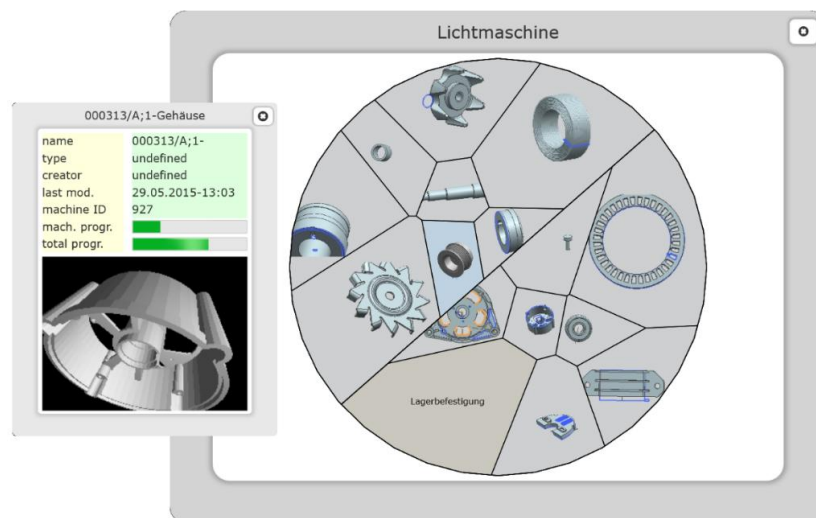 Lichtmaschine
000313/A;1-Gehäuse
name 000313/A;1-
type undefined
creator undefined
last mod. 29.05.2015-13:03
machine ID 927
mach. progr.
total progr.
Lagerbefestigung